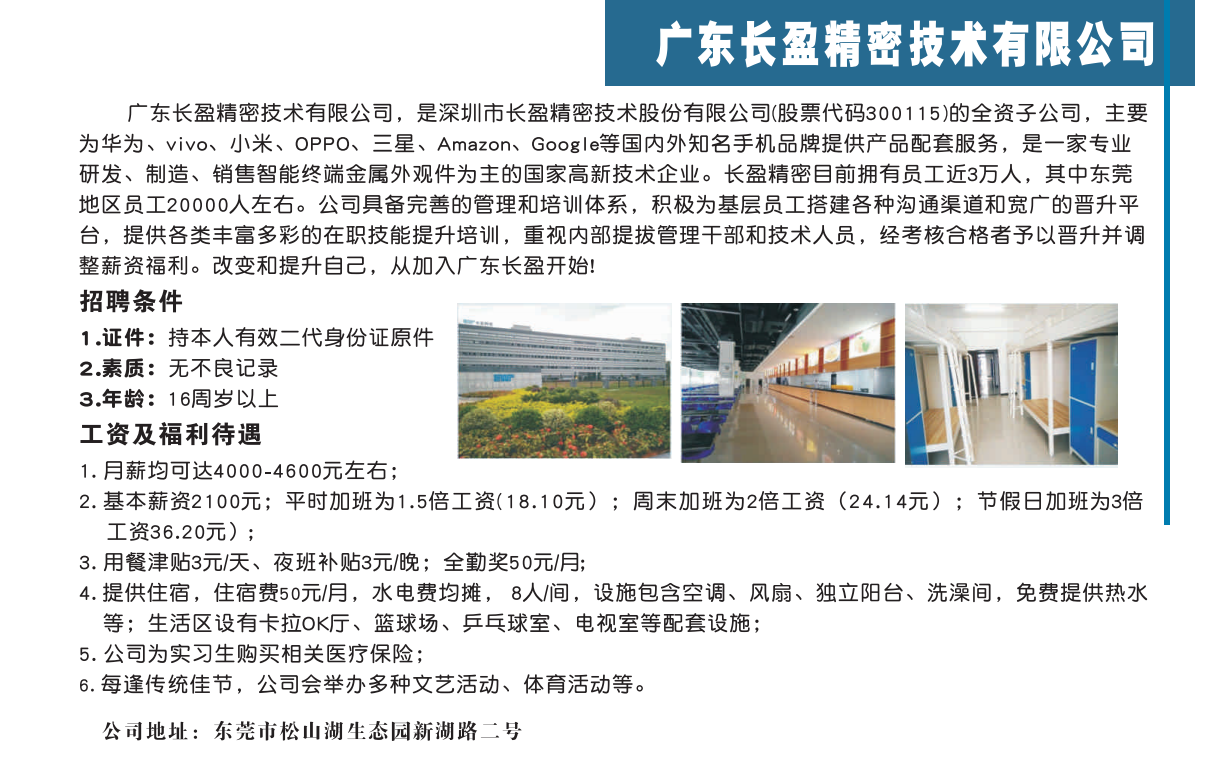 广东长盈精密技术有限公司
广东长盈精密技术有限公司，是深圳市长盈精密技术股份有限公司(股票代码300115)的全资子公司，主要
为华为、vivo、小米、OPPO、三星、Amazon、Google等国内外知名手机品牌提供产品配套服务，是一家专业
研发、制造、销售智能终端金属外观件为主的国家高新技术企业。长盈精密目前拥有员工近3万人，其中东莞
地区员工20000人左右。公司具备完善的管理和培训体系，积极为基层员工搭建各种沟通渠道和宽广的晋升平
台，提供各类丰富多彩的在职技能提升培训，重视内部提拔管理干部和技术人员，经考核合格者予以晋升并调
整薪资福利。改变和提升自己，从加入广东长盈开始!
招聘条件
1.证件：持本人有效二代身份证原件
2.素质：无不良记录
3.年龄：16周岁以上
工资及福利待遇
1. 月薪均可达4000-4600元左右；
2. 基本薪资2100元；平时加班为1.5倍工资(18.10元）；周末加班为2倍工资（24.14元）；节假日加班为3倍
工资36.20元）；
3. 用餐津贴3元/天、夜班补贴3元/晚；全勤奖50元/月;
4. 提供住宿，住宿费50元/月，水电费均摊， 8人/间，设施包含空调、风扇、独立阳台、洗澡间，免费提供热水
等；生活区设有卡拉OK厅、篮球场、乒乓球室、电视室等配套设施；
5. 公司为实习生购买相关医疗保险；
6. 每逢传统佳节，公司会举办多种文艺活动、体育活动等。
公司地址：东莞市松山湖生态园新湖路二号